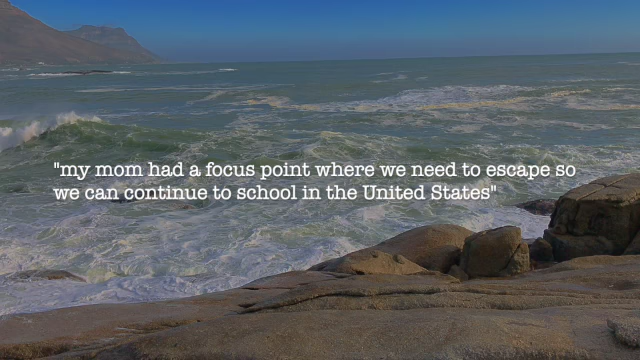 "my mom had a focus point where we need to escape so
we can continue to school in the United States"